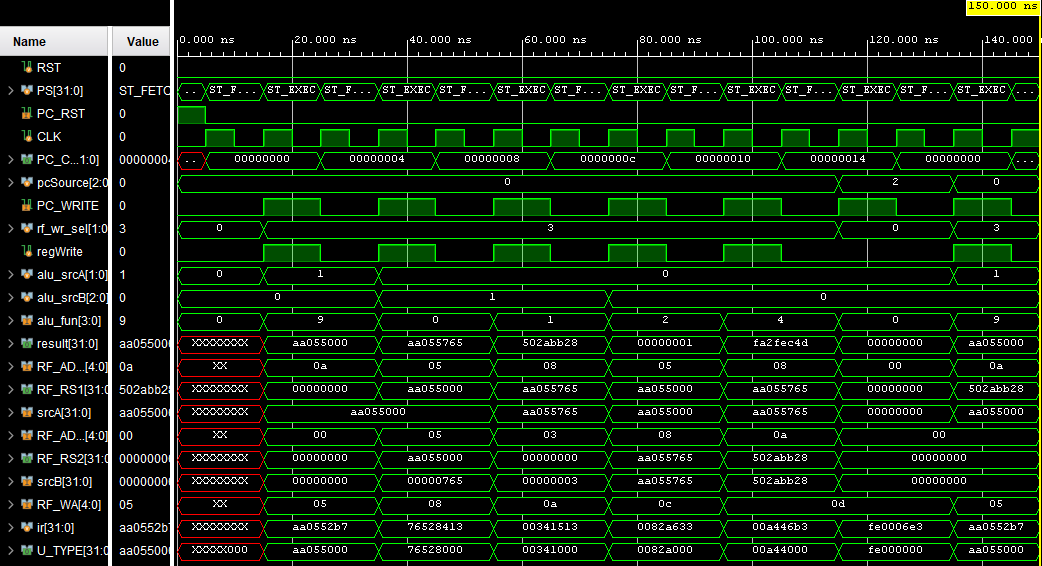 150.000 ns
Name Value 0.000 ns 20.000 ns 40.000 ns 60.000 ns 80.000 ns 100.000 ns 120.000 ns 140.000
RST 0
PS[31:0] ST_FETC ... ST_F... ST_EXEC ST_F... ST_EXEC ST_F... ST_EXEC ST_F... ST_EXEC ST_F... ST_EXEC ST_F... ST_EXEC ST_F... ST_EXEC ...
PC_RST 0
CLK 0
PC_C...1:0] 00000004 ... 00000000 00000004 00000008 0000000c 00000010 00000014 00000000 ...
pcSource[2:0 0 0 2 0
PC_WRITE 0
rf_wr_sel[1:0 3 0 3 0 3
regWrite 0
alu_srcA[1:0] 1 0 1 0 1
alu_srcB[2:0] 0 0 1 0
alu_fun[3:0] 9 0 9 0 1 2 4 0 9
result[31:0] aa055000 XXXXXXXX aa055000 aa055765 502abb28 00000001 fa2fec4d 00000000 aa055000
RF_AD...[4:0] 0a XX 0a 05 08 05 08 00 0a
RF_RS1[31:0 502abb28 XXXXXXXX 00000000 aa055000 aa055765 aa055000 aa055765 00000000 502abb28
srcA[31:0] aa055000 XXXXXXXX aa055000 aa055765 aa055000 aa055765 00000000 aa055000
RF_AD...[4:0] 00 XX 00 05 03 08 0a 00
RF_RS2[31:0 00000000 XXXXXXXX 00000000 aa055000 00000000 aa055765 502abb28 00000000
srcB[31:0] 00000000 XXXXXXXX 00000000 00000765 00000003 aa055765 502abb28 00000000
RF_WA[4:0] 05 XX 05 08 0a 0c 0d 05
ir[31:0] aa0552b7 XXXXXXXX aa0552b7 76528413 00341513 0082a633 00a446b3 fe0006e3 aa0552b7
U_TYPE[31:0 aa055000 XXXXX000 aa055000 76528000 00341000 0082a000 00a44000 fe000000 aa055000